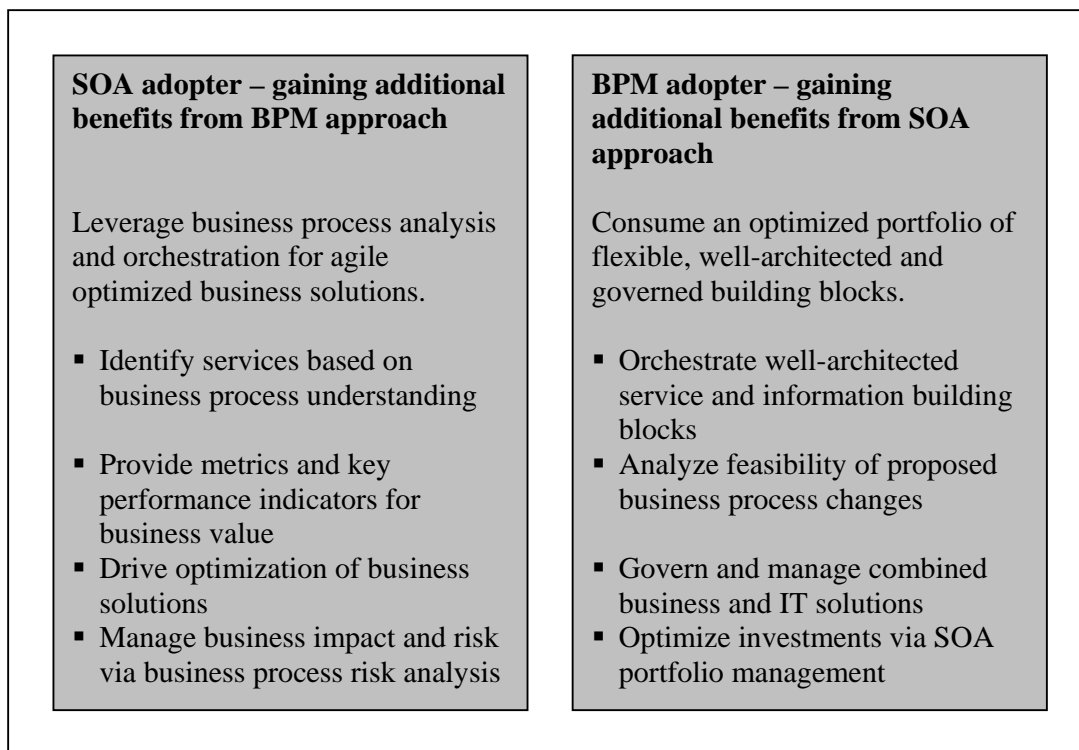 SOA adopter – gaining additional
benefits from BPM approach
Leverage business process analysis
and orchestration for agile
optimized business solutions.
▪ Identify services based on
business process understanding
▪ Provide metrics and key
performance indicators for
business value
▪ Drive optimization of business
solutions
▪ Manage business impact and risk
via business process risk analysis
BPM adopter – gaining
additional benefits from SOA
approach
Consume an optimized portfolio of
flexible, well-architected and
governed building blocks.
▪ Orchestrate well-architected
service and information building
blocks
▪ Analyze feasibility of proposed
business process changes
▪ Govern and manage combined
business and IT solutions
▪ Optimize investments via SOA
portfolio management